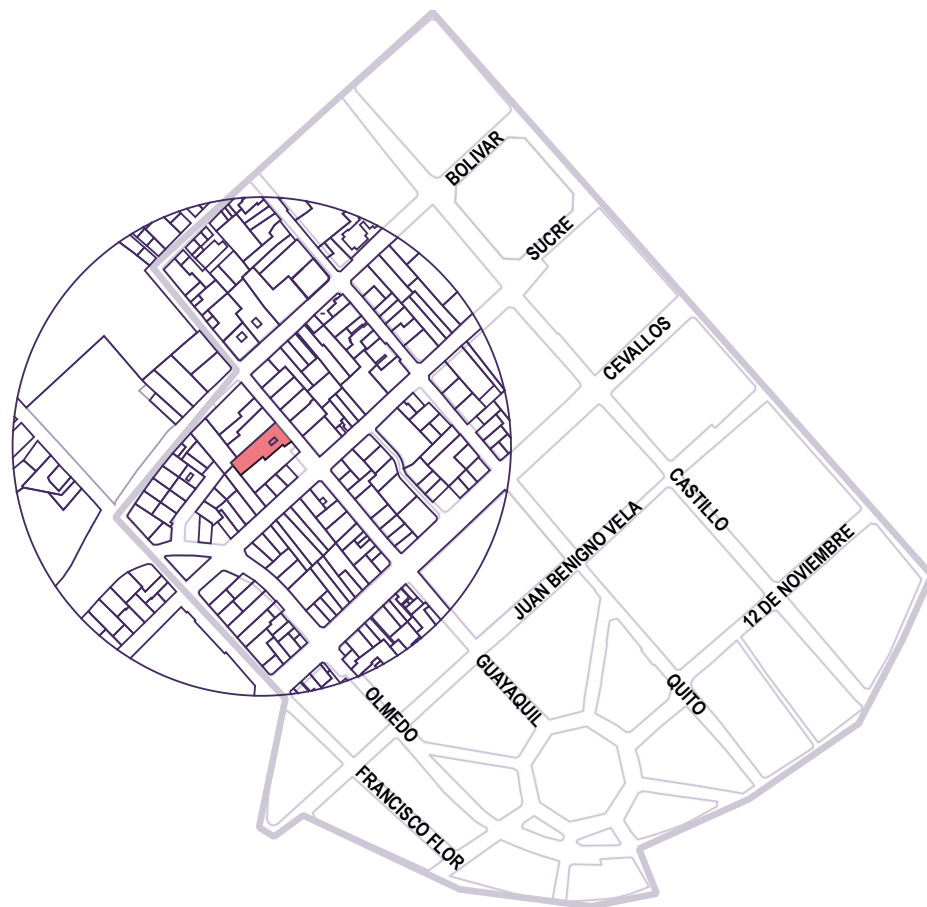 BOLIVAR
SUCRE
CEVALLOS
CASTILLO
JUAN BENIGNO VELA
12 DE NOVIEMBRE
GUAYAQUIL
QUITO
OLMEDO
FRANCISCO FLOR